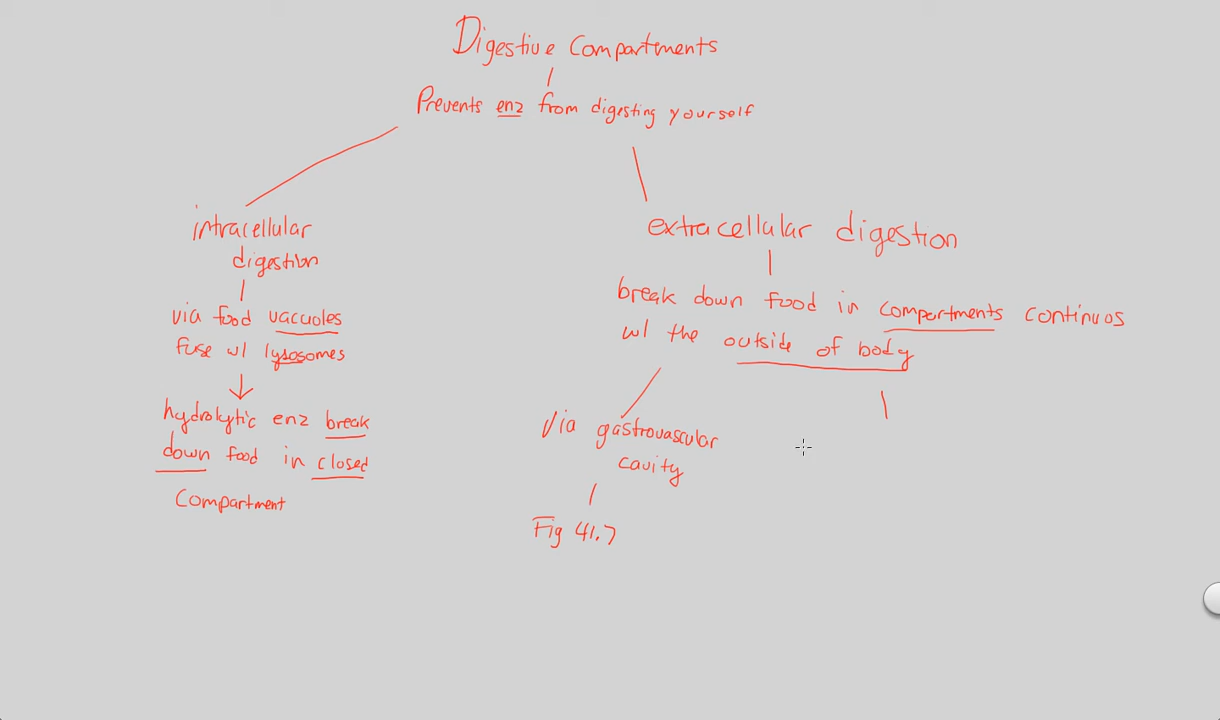 Digestive Compartments
Prevents enz from digesting yourself
intracellular
digestion
via food vacuoles
fuse w/ lysosomes
hydrolytic enz break
down food in closed
Compartment
extracellular digestion
break down food in compartments continuos
w/ the outside of body
via gastrovascular
cavity
Fig 41.7